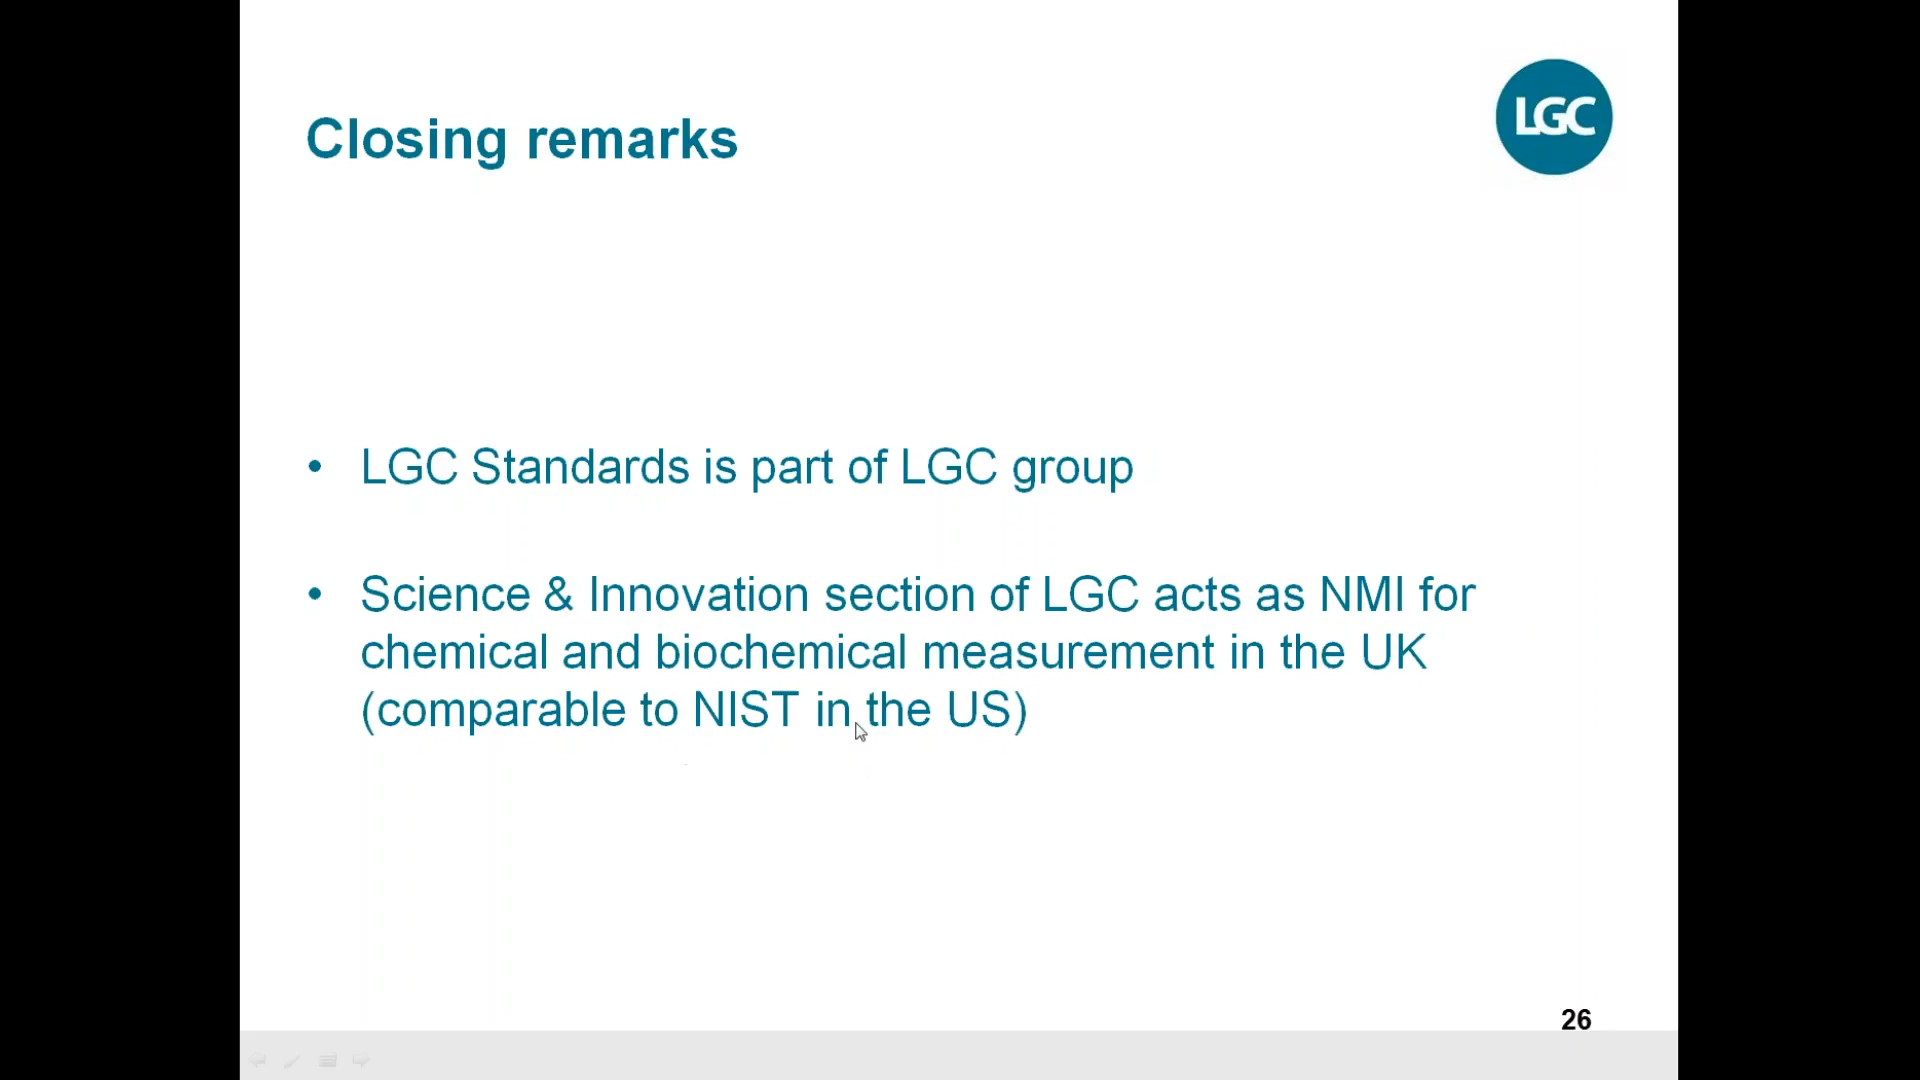 Closing remarks
LGC
• LGC Standards is part of LGC group
• Science & Innovation section of LGC acts as NMI for
chemical and biochemical measurement in the UK
(comparable to NIST in the US)
26